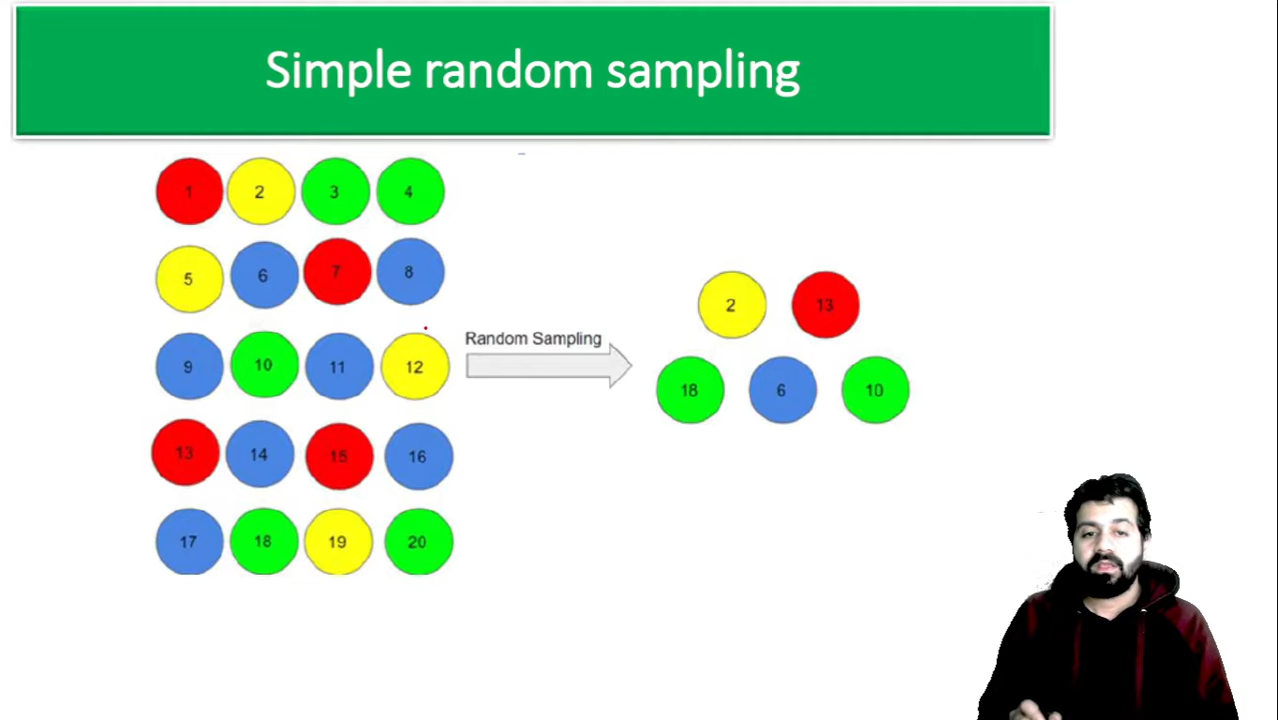 Simple random sampling
1 2 3 4
5 6 7 8
9 10 11 12
Random Sampling
2 13
18 6 10
13 14 15 16
17 18 19 20